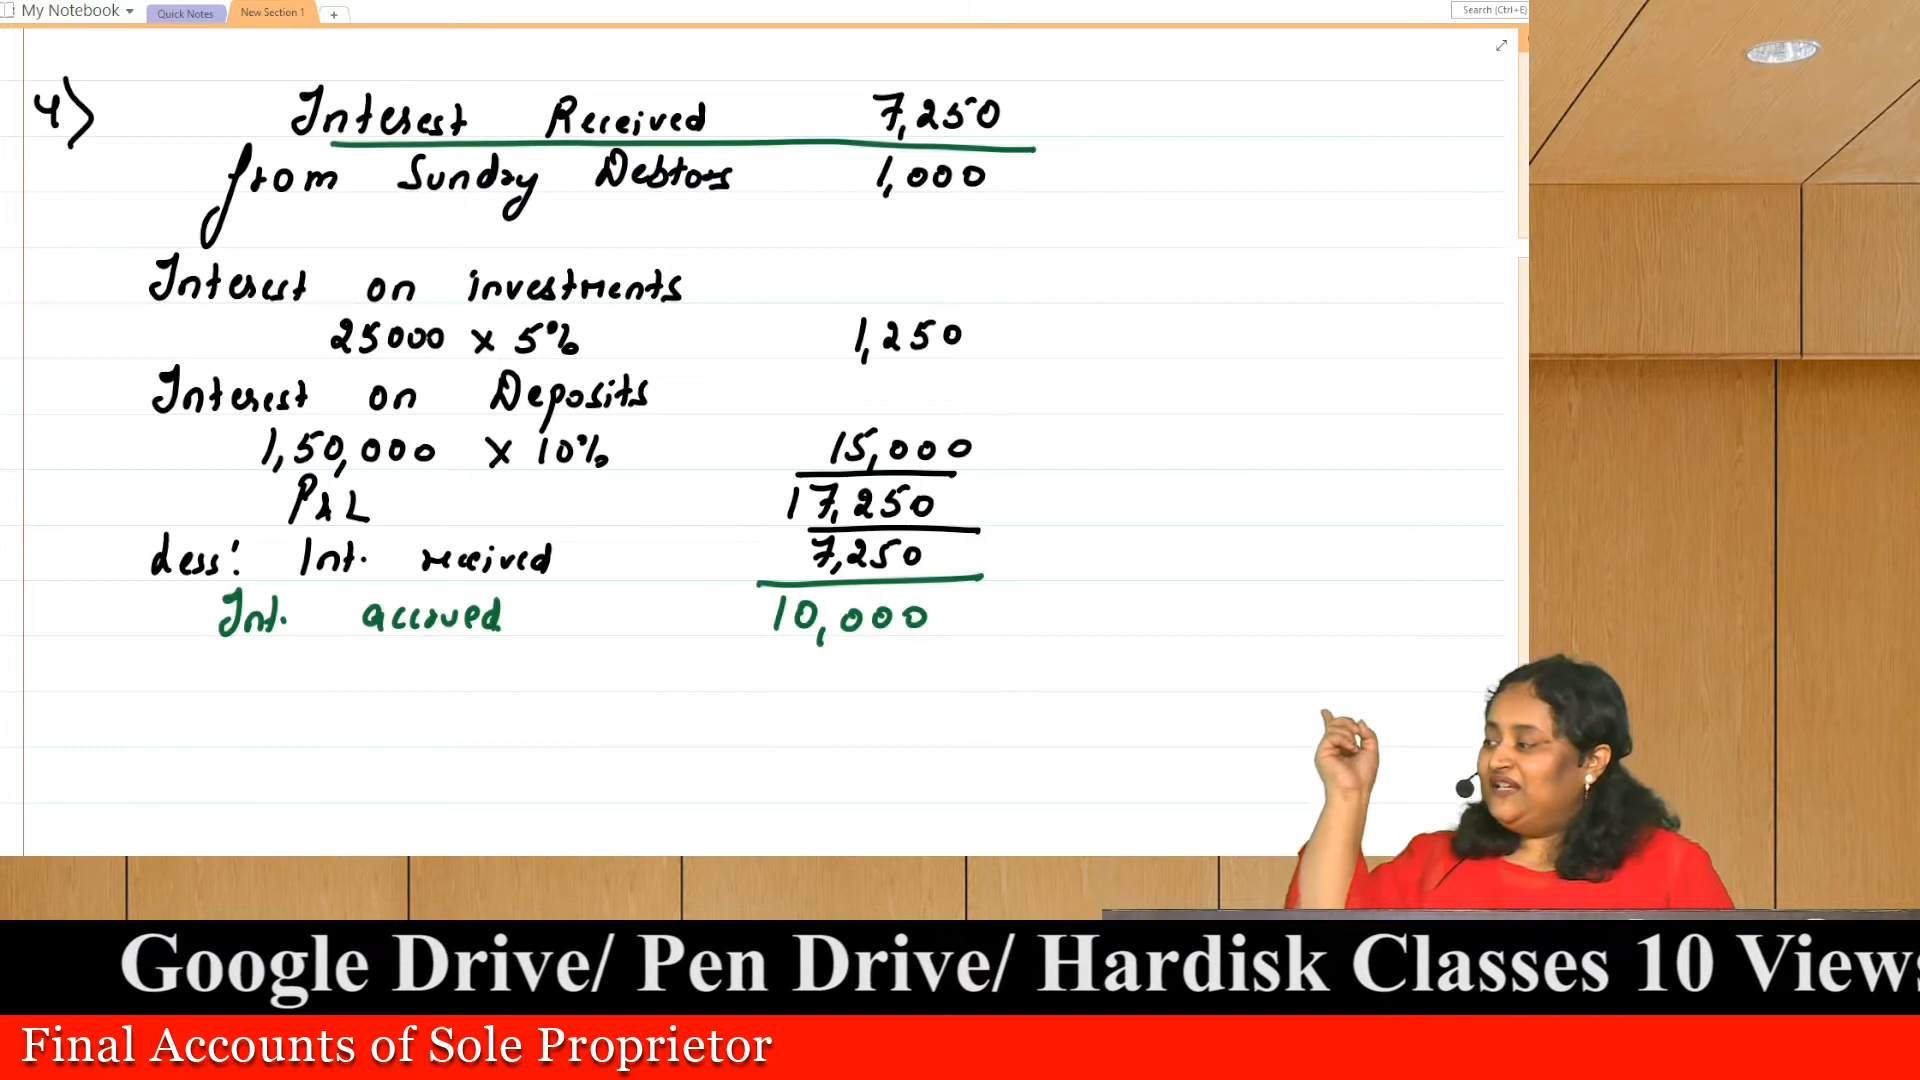 My Notebook
Quick Notes
New Section 1
+
Search (Ctrl+E)
4) Interest Received 7,250
from Sunday Debtors 1,000
Interest on investments
25000 x 5% 1,250
Interest on Deposits
1,50,000 x 10% 15,000
P&L 17,250
Less: Int. received 7,250
Int. accrued 10,000
Google Drive/ Pen Drive/ Hardisk Classes 10 Views
Final Accounts of Sole Proprietor